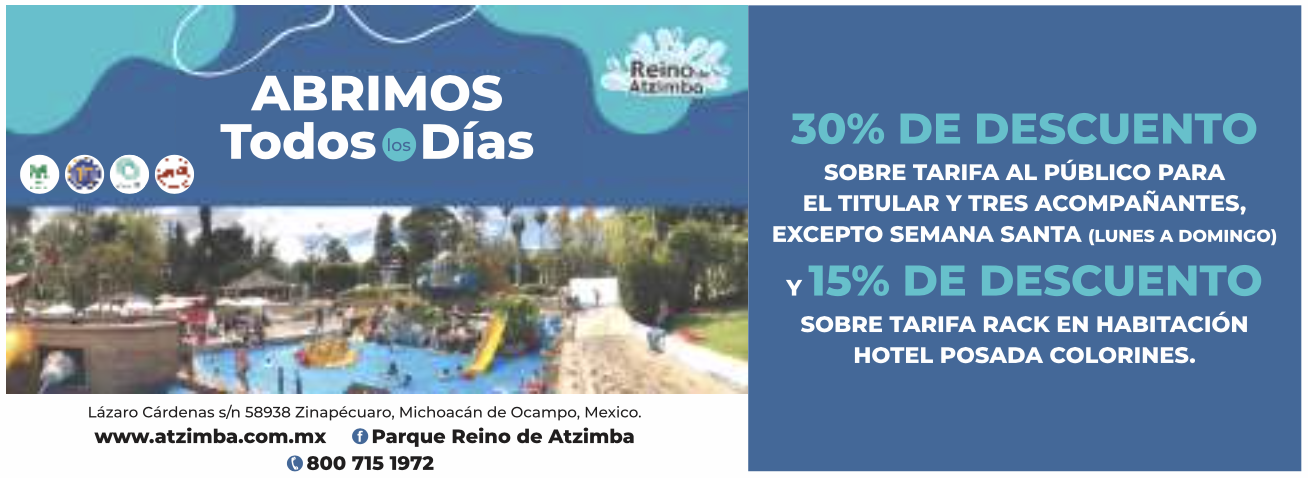 ABRIMOS
Todos los Días
Reino de
Atzimba
Lázaro Cárdenas s/n 58938 Zinapécuaro, Michoacán de Ocampo, Mexico.
www.atzimba.com.mx Parque Reino de Atzimba
800 715 1972
30% DE DESCUENTO
SOBRE TARIFA AL PÚBLICO PARA
EL TITULAR Y TRES ACOMPAÑANTES,
EXCEPTO SEMANA SANTA (LUNES A DOMINGO)
Y 15% DE DESCUENTO
SOBRE TARIFA RACK EN HABITACIÓN
HOTEL POSADA COLORINES.